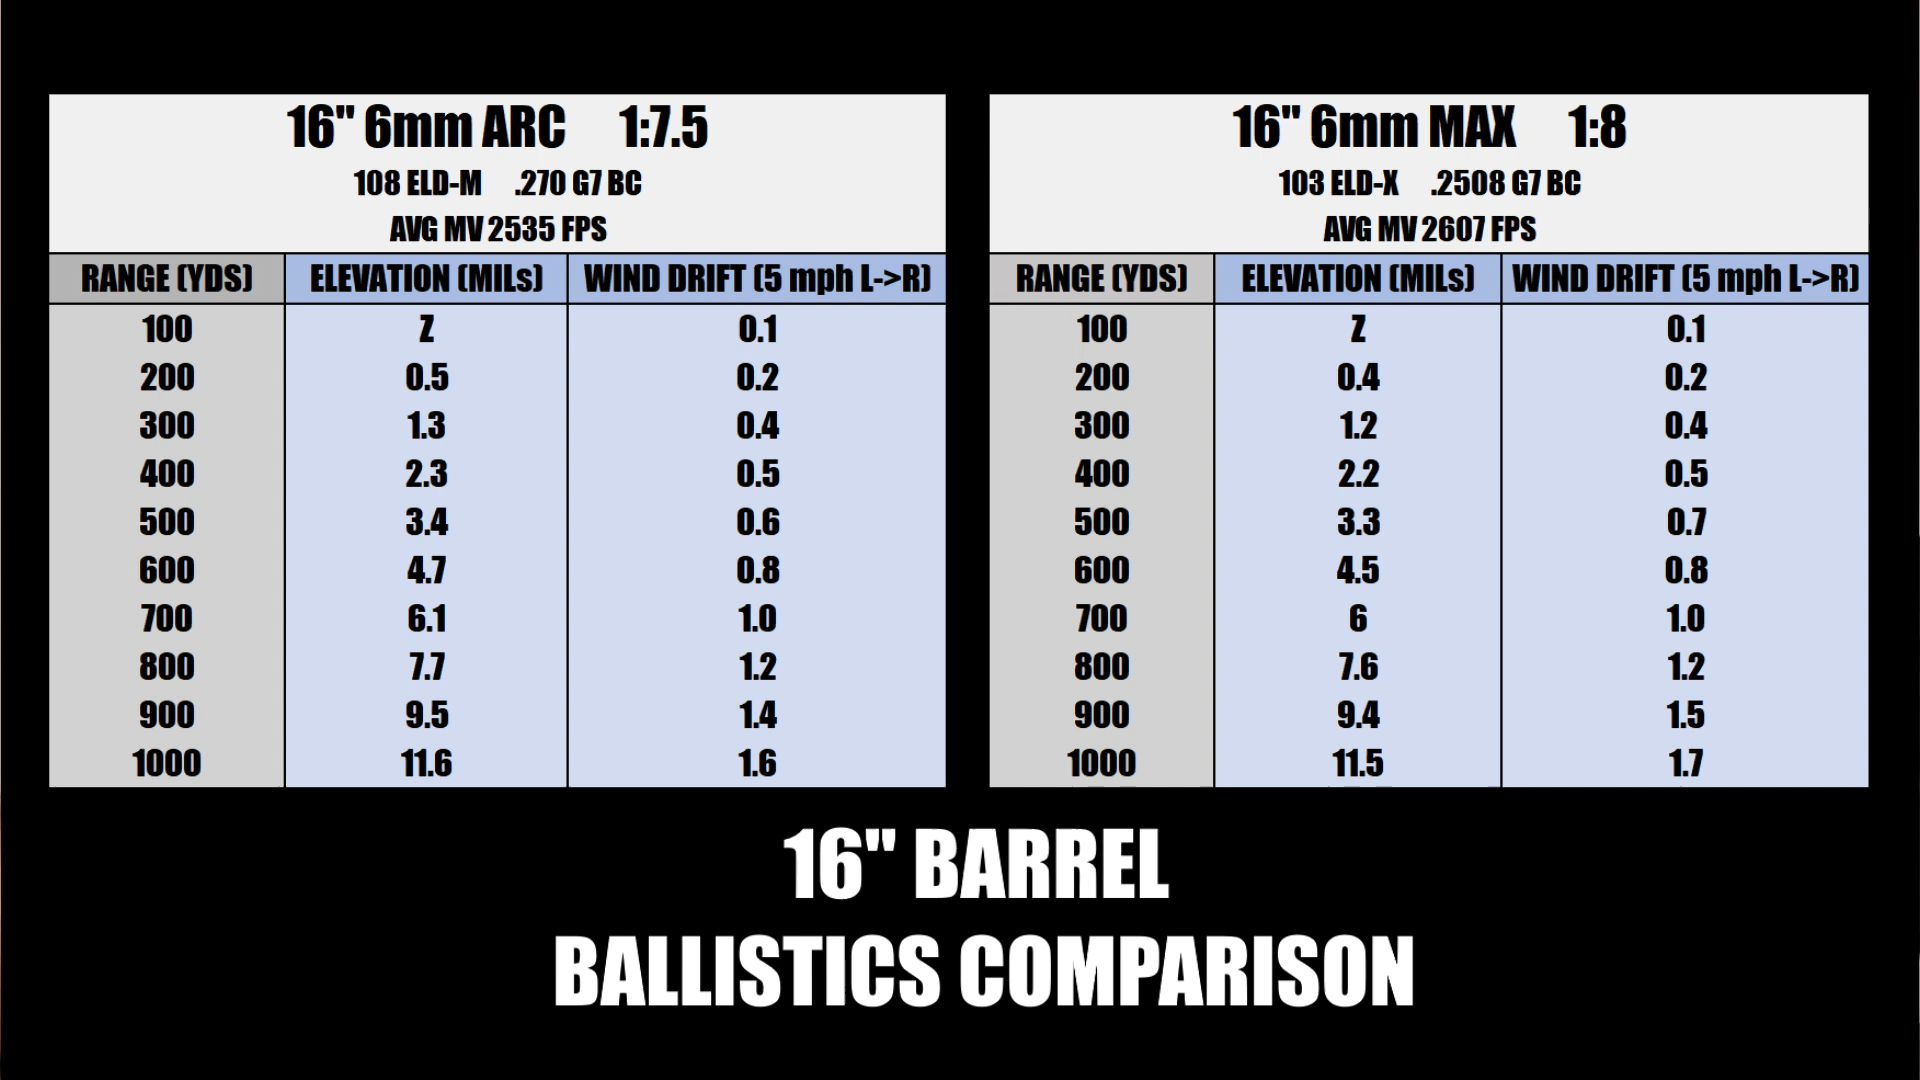 16" 6mm ARC 1:7.5
108 ELD-M .270 G7 BC
AVG MV 2535 FPS
RANGE (YDS) ELEVATION (MILs) WIND DRIFT (5 mph L->R)
100 Z 0.1
200 0.5 0.2
300 1.3 0.4
400 2.3 0.5
500 3.4 0.6
600 4.7 0.8
700 6.1 1.0
800 7.7 1.2
900 9.5 1.4
1000 11.6 1.6
16" 6mm MAX 1:8
103 ELD-X .2508 G7 BC
AVG MV 2607 FPS
RANGE (YDS) ELEVATION (MILs) WIND DRIFT (5 mph L->R)
100 Z 0.1
200 0.4 0.2
300 1.2 0.4
400 2.2 0.5
500 3.3 0.7
600 4.5 0.8
700 6 1.0
800 7.6 1.2
900 9.4 1.5
1000 11.5 1.7
16" BARREL
BALLISTICS COMPARISON